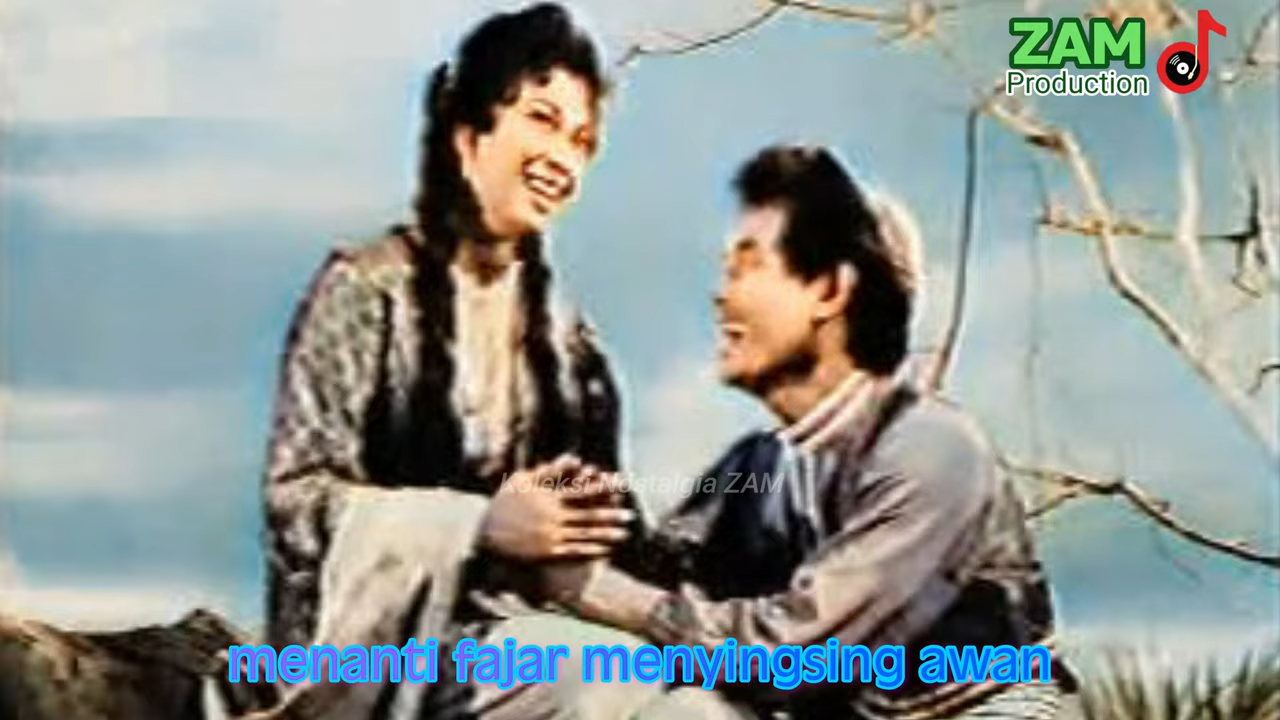 ZAM
Production
Koleksi Nostalgia ZAM
menanti fajar menyingsing awan